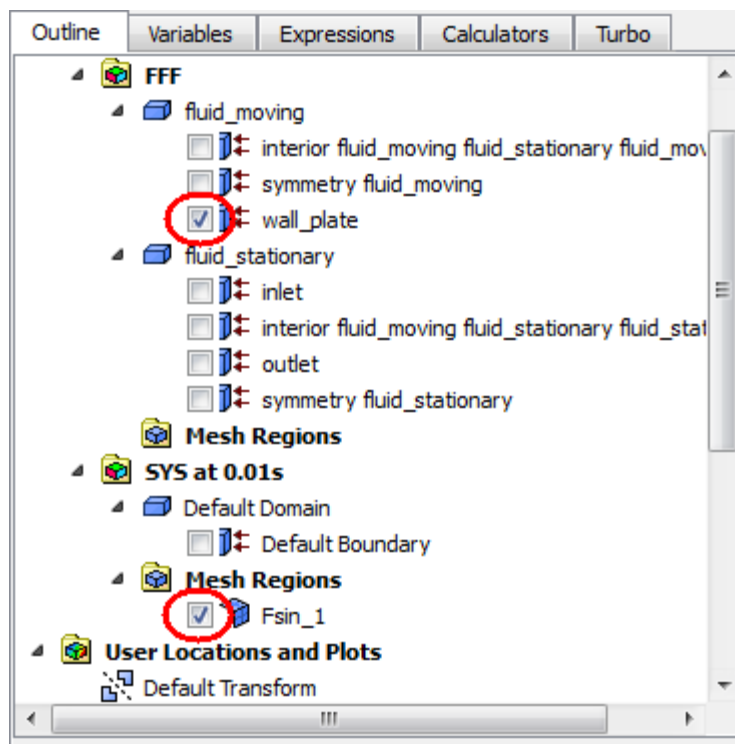 Outline Variables Expressions Calculators Turbo
FFF
fluid_moving
interior fluid_moving fluid_stationary fluid_mov
symmetry fluid_moving
wall_plate
fluid_stationary
inlet
interior fluid_moving fluid_stationary fluid_stat
outlet
symmetry fluid_stationary
Mesh Regions
SYS at 0.01s
Default Domain
Default Boundary
Mesh Regions
Fsin_1
User Locations and Plots
Default Transform